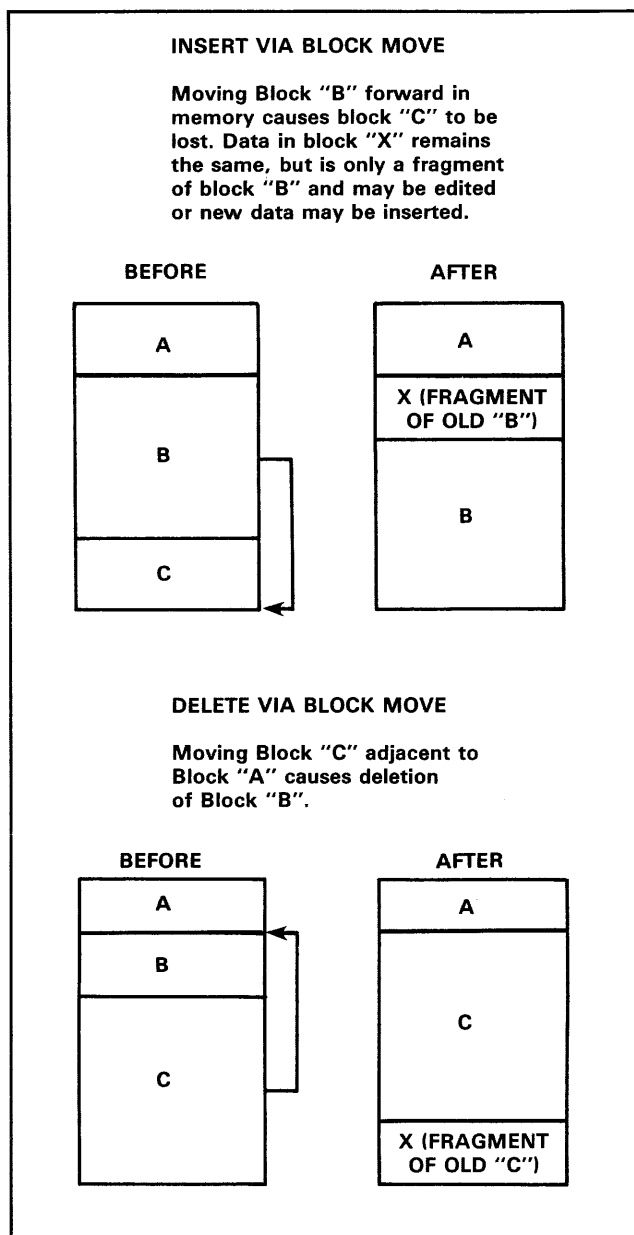 INSERT VIA BLOCK MOVE
Moving Block "B" forward in
memory causes block "C" to be
lost. Data in block "X" remains
the same, but is only a fragment
of block "B" and may be edited
or new data may be inserted.
BEFORE
A
B
C
AFTER
A
X (FRAGMENT
OF OLD "B")
B
DELETE VIA BLOCK MOVE
Moving Block "C" adjacent to
Block "A" causes deletion
of Block "B".
BEFORE
A
B
C
AFTER
A
C
X (FRAGMENT
OF OLD "C")